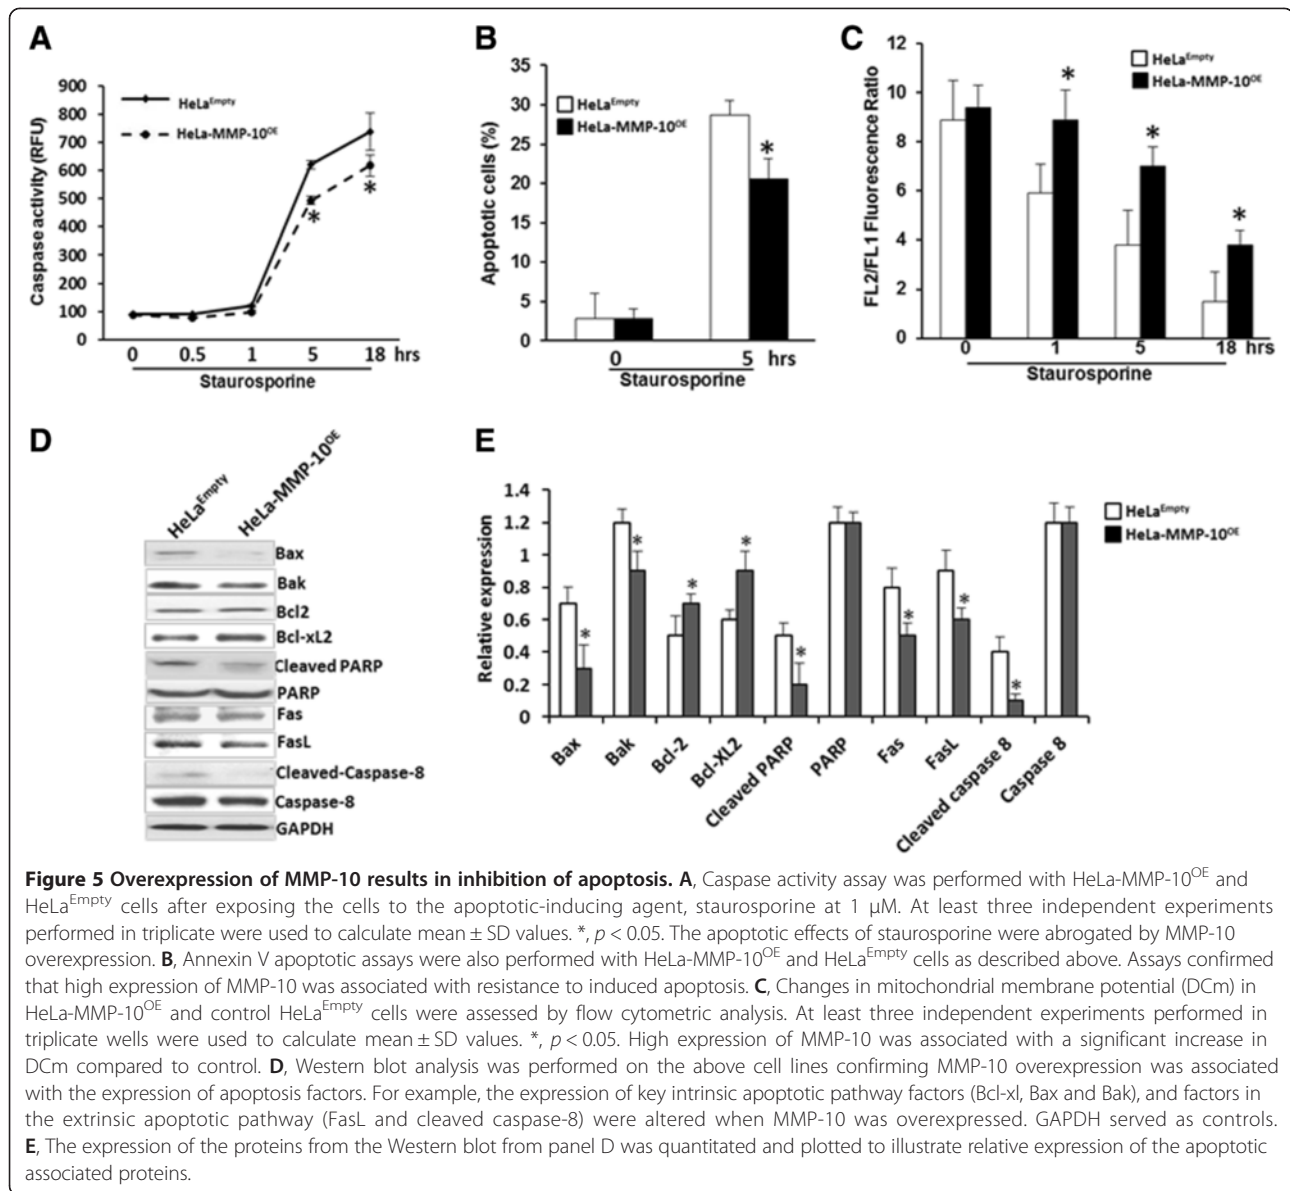 A
Caspase activity (RFU)
900
800
700
600
500
400
300
200
100
0
HeLaEmpty
HeLa-MMP-10OE
*
*
0 0.5 1 5 18 hrs
Staurosporine
B
Apoptotic cells (%)
35
30
25
20
15
10
5
0
HeLaEmpty
HeLa-MMP-10OE
*
0 5 hrs
Staurosporine
C
FL2/FL1 Fluorescence Ratio
12
10
8
6
4
2
0
HeLaEmpty
HeLa-MMP-10OE
*
*
*
0 1 5 18 hrs
Staurosporine
D
HeLaEmpty
HeLa-MMP-10OE
Bax
Bak
Bcl2
Bcl-xL2
Cleaved PARP
PARP
Fas
FasL
Cleaved-Caspase-8
Caspase-8
GAPDH
E
Relative expression
1.4
1.2
1
0.8
0.6
0.4
0.2
0
HeLaEmpty
HeLa-MMP-10OE
* * * * * * * *
Bax Bak Bcl-2 Bcl-XL2 Cleaved PARP PARP Fas FasL Cleaved caspase 8 Caspase 8
Figure 5 Overexpression of MMP-10 results in inhibition of apoptosis. A, Caspase activity assay was performed with HeLa-MMP-10OE and
HeLaEmpty cells after exposing the cells to the apoptotic-inducing agent, staurosporine at 1 μM. At least three independent experiments
performed in triplicate were used to calculate mean ± SD values. *, p < 0.05. The apoptotic effects of staurosporine were abrogated by MMP-10
overexpression. B, Annexin V apoptotic assays were also performed with HeLa-MMP-10OE and HeLaEmpty cells as described above. Assays confirmed
that high expression of MMP-10 was associated with resistance to induced apoptosis. C, Changes in mitochondrial membrane potential (DCm) in
HeLa-MMP-10OE and control HeLaEmpty cells were assessed by flow cytometric analysis. At least three independent experiments performed in
triplicate wells were used to calculate mean ± SD values. *, p < 0.05. High expression of MMP-10 was associated with a significant increase in
DCm compared to control. D, Western blot analysis was performed on the above cell lines confirming MMP-10 overexpression was associated
with the expression of apoptosis factors. For example, the expression of key intrinsic apoptotic pathway factors (Bcl-xl, Bax and Bak), and factors in
the extrinsic apoptotic pathway (FasL and cleaved caspase-8) were altered when MMP-10 was overexpressed. GAPDH served as controls.
E, The expression of the proteins from the Western blot from panel D was quantitated and plotted to illustrate relative expression of the apoptotic
associated proteins.